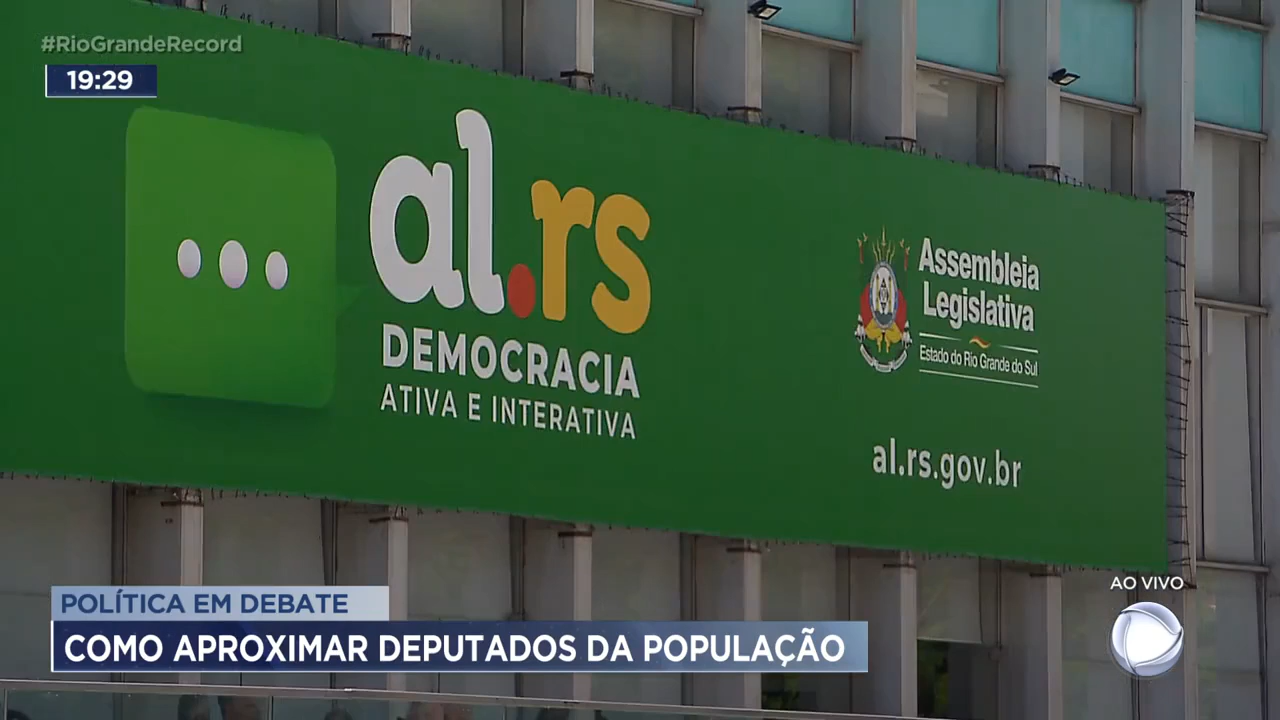 #RioGrandeRecord
19:29
al.rs
DEMOCRACIA
ATIVA E INTERATIVA
Assembleia
Legislativa
Estado do Rio Grande do Sul
al.rs.gov.br
POLÍTICA EM DEBATE
COMO APROXIMAR DEPUTADOS DA POPULAÇÃO
AO VIVO